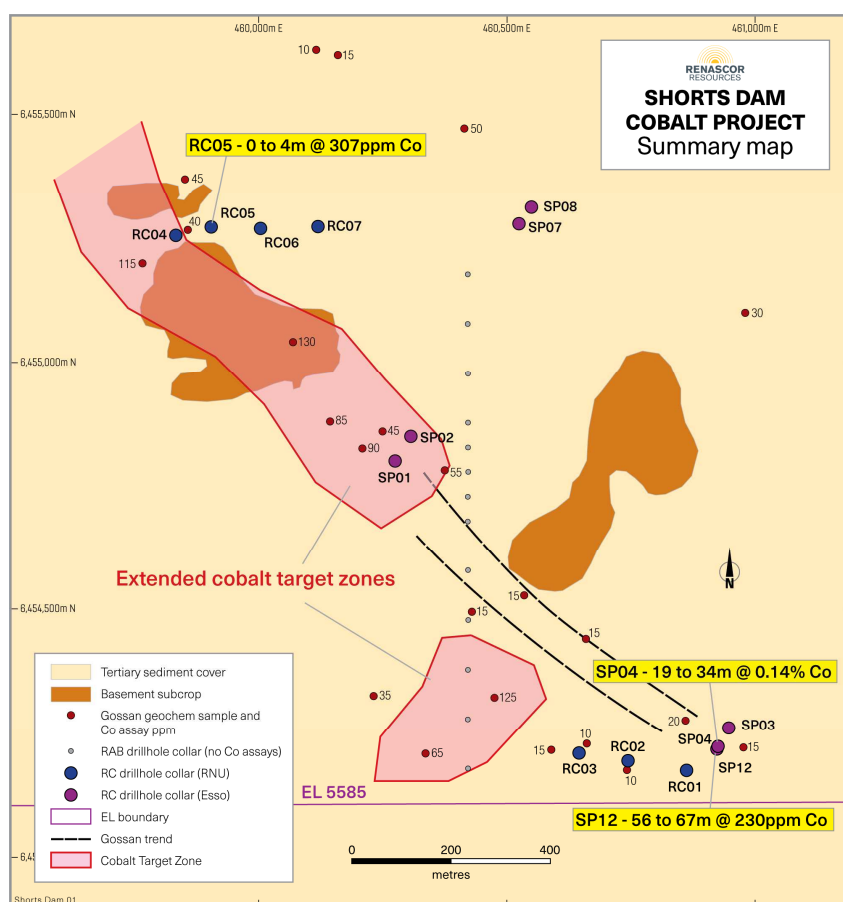 460,000m E
460,500m E
461,000m E
RENASCOR
RESOURCES
SHORTS DAM
COBALT PROJECT
Summary map
10
15
6,455,500m N
50
RC05 - 0 to 4m @ 307ppm Co
45
SP08
RC05
40
RC04
RC07
SP07
RC06
115
30
130
6,455,000m N
85
45
SP02
90
55
SP01
Extended cobalt target zones
N
15
15
6,454,500m N
15
SP04 - 19 to 34m @ 0.14% Co
35
125
20
SP03
SP04
10
15
15
65
RC02
SP12
RC03
10
RC01
EL 5585
SP12 - 56 to 67m @ 230ppm Co
Tertiary sediment cover
Basement subcrop
Gossan geochem sample and
Co assay ppm
RAB drillhole collar (no Co assays)
RC drillhole collar (RNU)
RC drillhole collar (Esso)
EL boundary
Gossan trend
Cobalt Target Zone
0
200
400
metres
6,45
Shorts Dam 01